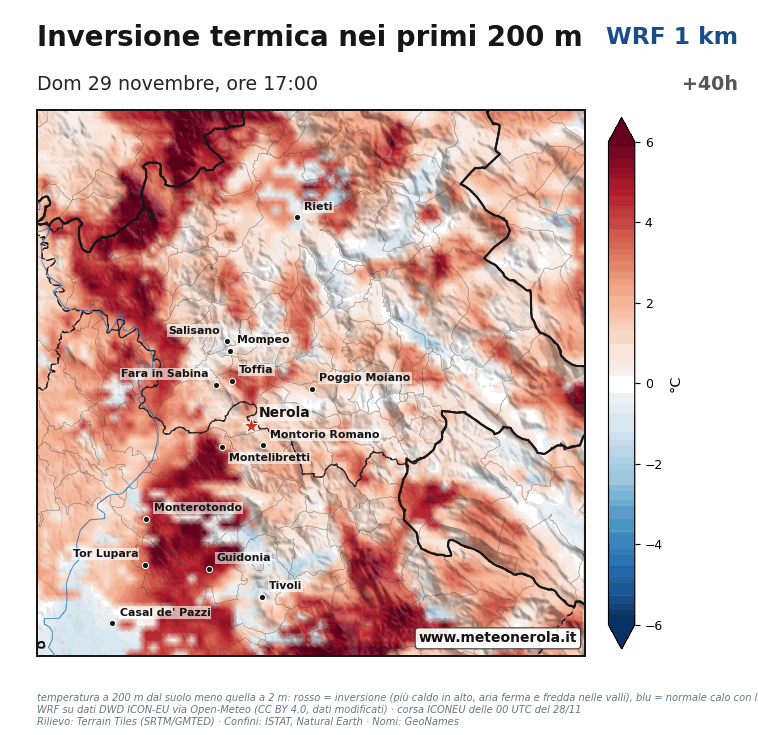 Inversione termica nei primi 200 m WRF 1 km
Dom 29 novembre, ore 17:00 +40h
Rieti
Salisano
Mompeo
Fara in Sabina
Toffia
Poggio Moiano
Nerola
Montorio Romano
Montelibretti
Monterotondo
Tor Lupara
Guidonia
Tivoli
Casal de' Pazzi
www.meteonerola.it
6
4
2
0
−2
−4
−6
°C
temperatura a 200 m dal suolo meno quella a 2 m: rosso = inversione (più caldo in alto, aria ferma e fredda nelle valli), blu = normale calo con l
WRF su dati DWD ICON-EU via Open-Meteo (CC BY 4.0, dati modificati) · corsa ICONEU delle 00 UTC del 28/11
Rilievo: Terrain Tiles (SRTM/GMTED) · Confini: ISTAT, Natural Earth · Nomi: GeoNames